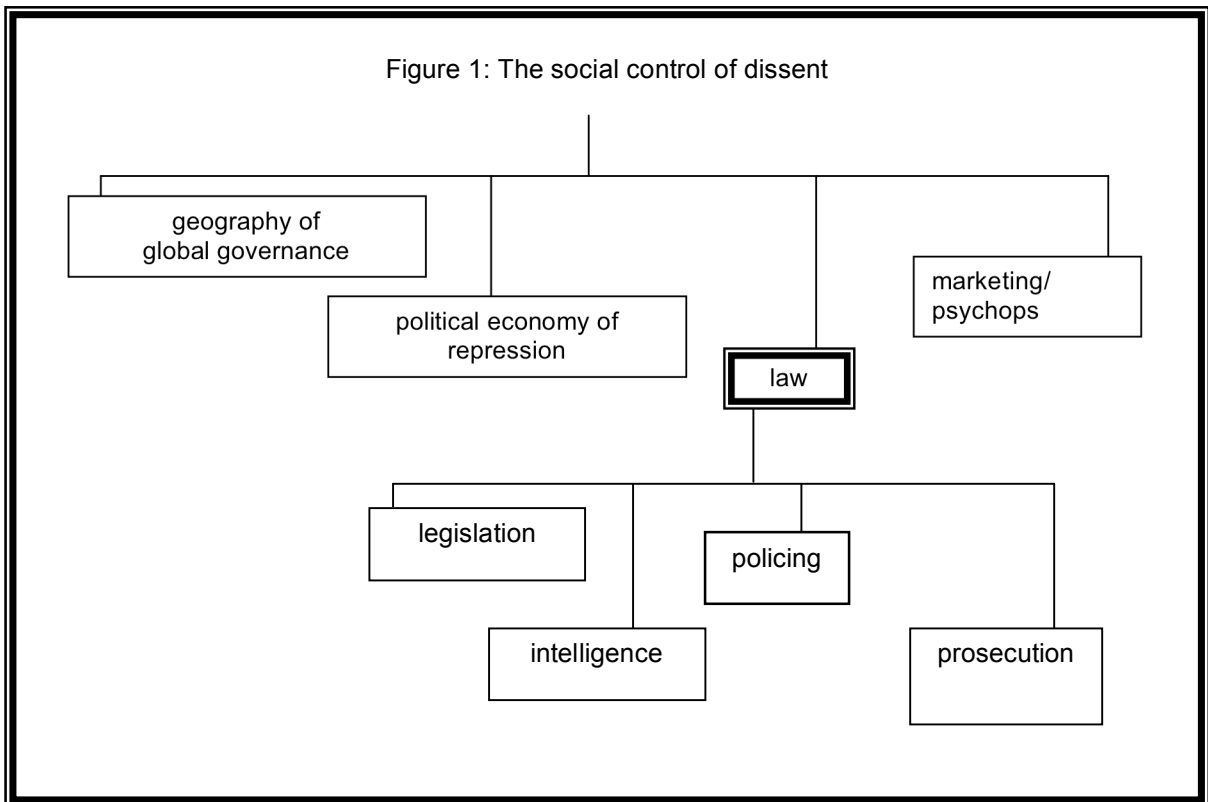 Figure 1: The social control of dissent
geography of
global governance
political economy of
repression
marketing/
psychops
law
legislation
policing
intelligence
prosecution